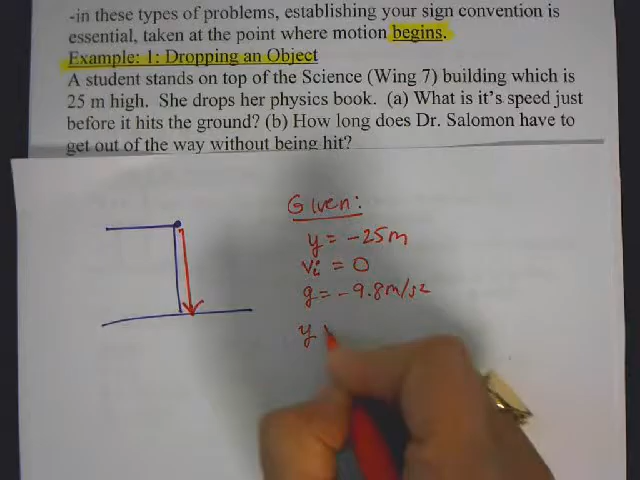 -in these types of problems, establishing your sign convention is
essential, taken at the point where motion begins.
Example: 1: Dropping an Object
A student stands on top of the Science (Wing 7) building which is
25 m high. She drops her physics book. (a) What is it's speed just
before it hits the ground? (b) How long does Dr. Salomon have to
get out of the way without being hit?
Given:
y = -25m
vi = 0
g = -9.8m/s2
y